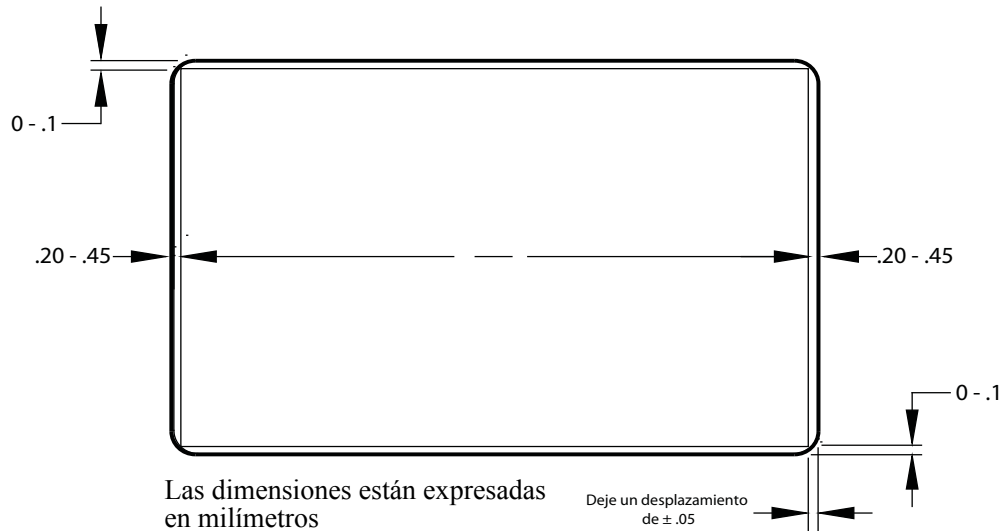 0 - .1
.20 - .45
.20 - .45
0 - .1
Las dimensiones están expresadas
en milímetros
Deje un desplazamiento
de ± .05